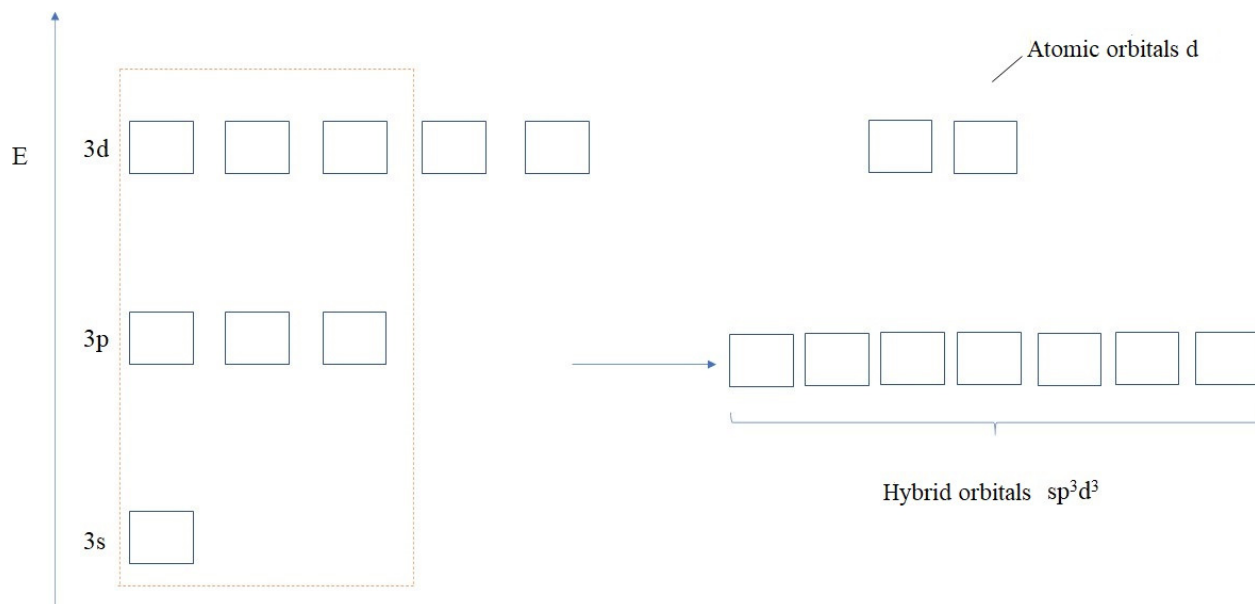 Atomic orbitals d
E
3d
3p
3s
Hybrid orbitals sp³d³